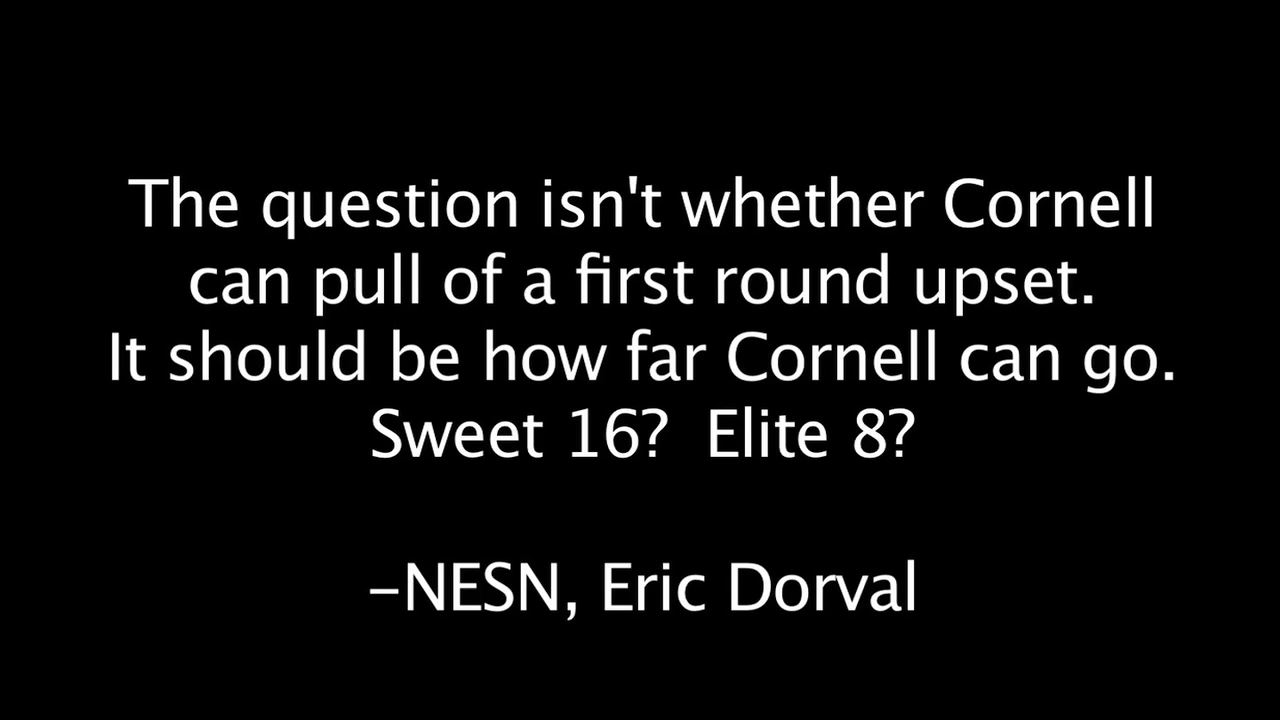 The question isn't whether Cornell
can pull of a first round upset.
It should be how far Cornell can go.
Sweet 16?  Elite 8?
–NESN, Eric Dorval